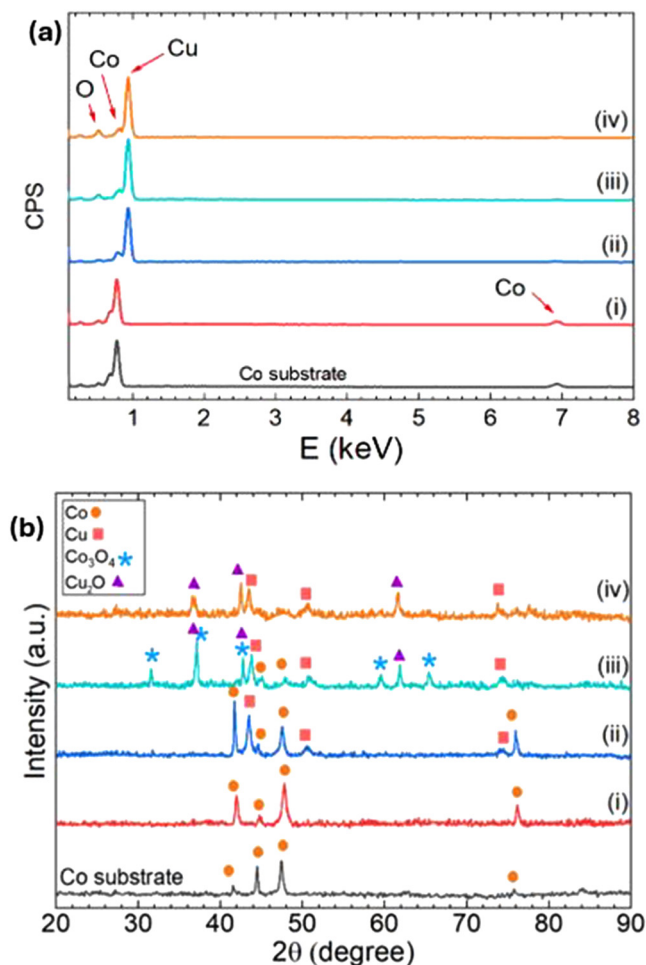 (a)
Cu
Co
O
(iv)
(iii)
(ii)
Co
(i)
Co substrate
CPS
1 2 3 4 5 6 7 8
E (keV)
(b)
Co
Cu
Co₃O₄
Cu₂O
(iv)
(iii)
(ii)
(i)
Co substrate
Intensity (a.u.)
20 30 40 50 60 70 80 90
2θ (degree)